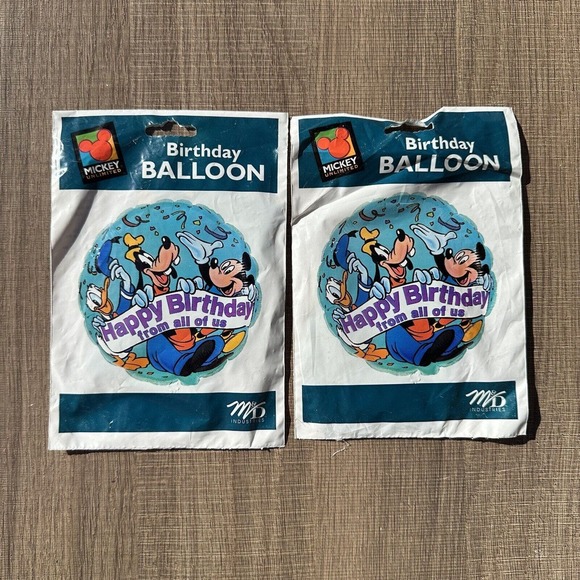 MICKEY
UNLIMITED
Birthday
BALLOON
Happy Birthday
from all of us
M&D
INDUSTRIES
MICKEY
UNLIMITED
Birthday
BALLOON
Happy Birthday
from all of us
M&D
INDUSTRIES